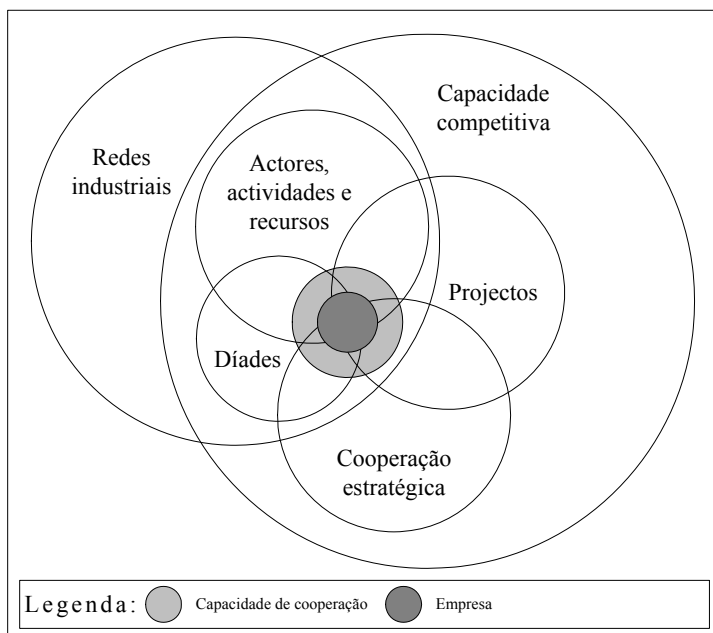 Capacidade
competitiva
Redes
industriais
Actores,
actividades e
recursos
Projectos
Díades
Cooperação
estratégica
Legenda: Capacidade de cooperação Empresa